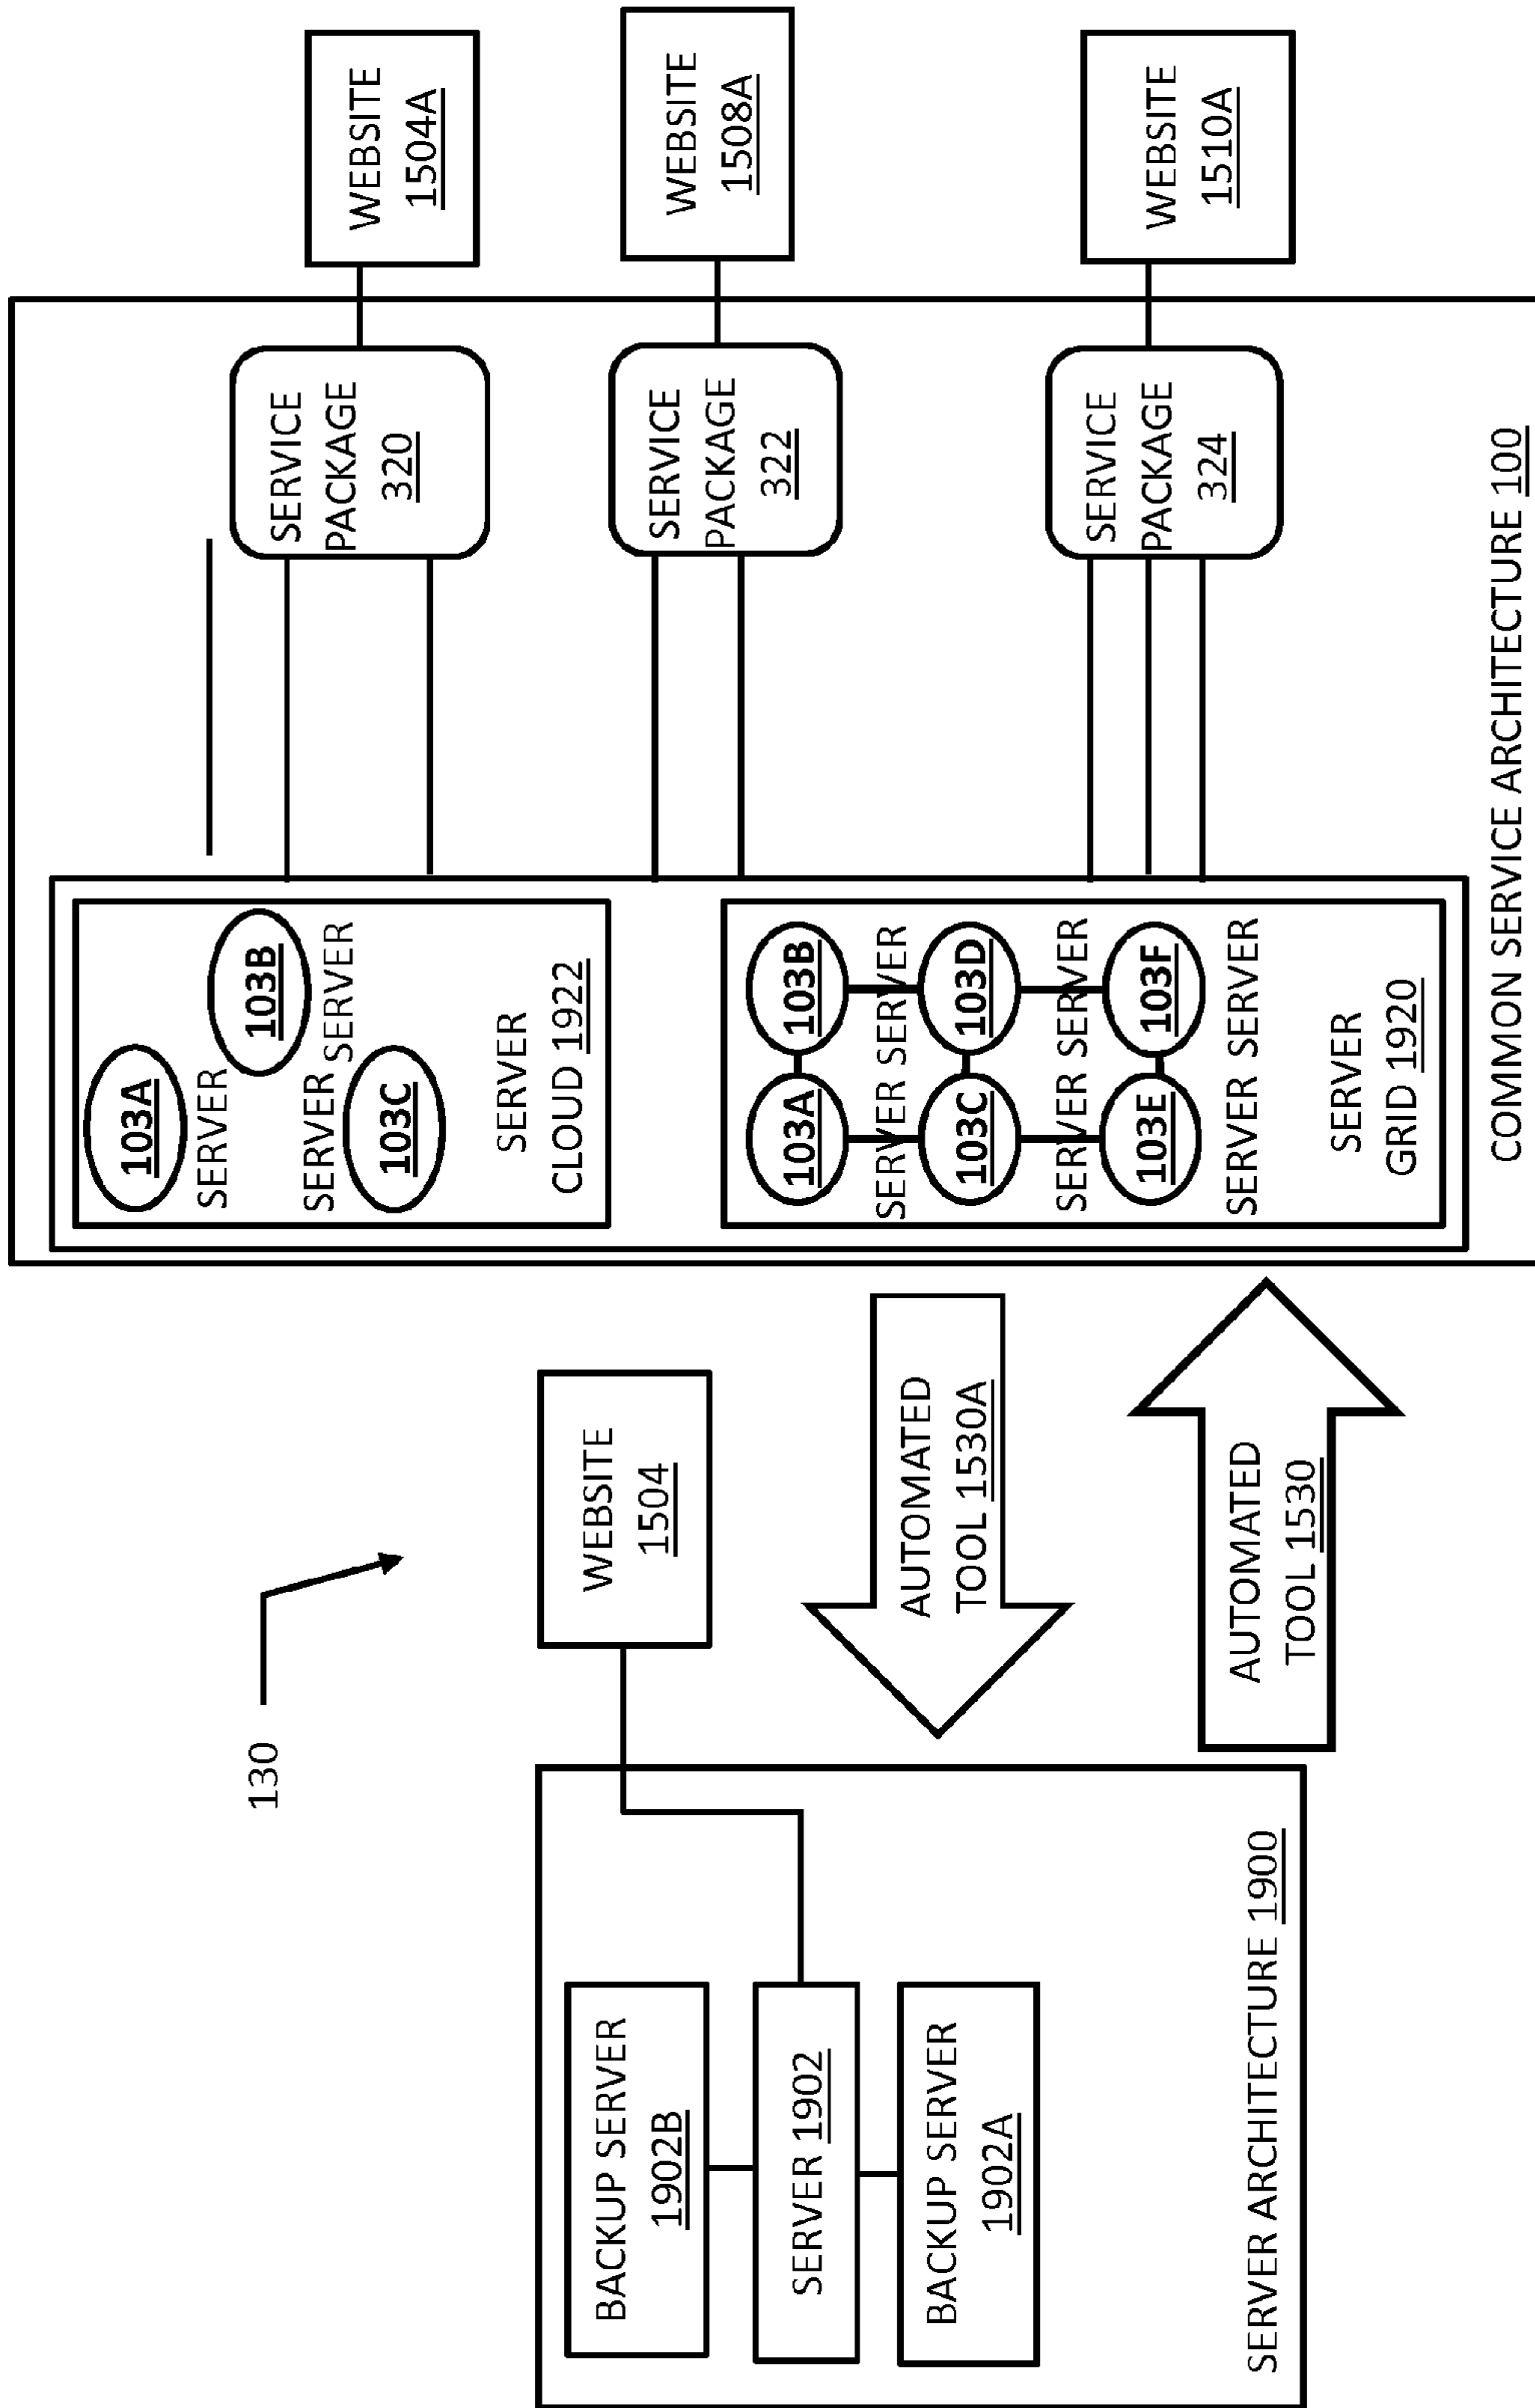 130
BACKUP SERVER
1902B
SERVER 1902
BACKUP SERVER
1902A
SERVER ARCHITECTURE 1900
WEBSITE
1504
AUTOMATED
TOOL 1530A
AUTOMATED
TOOL 1530
103A
SERVER
103B
SERVER
SERVER
103C
SERVER
CLOUD 1922
103A
103B
SERVER SERVER
103C
103D
SERVER SERVER
103E
103F
SERVER SERVER
SERVER
GRID 1920
SERVICE
PACKAGE
320
SERVICE
PACKAGE
322
SERVICE
PACKAGE
324
COMMON SERVICE ARCHITECTURE 100
WEBSITE
1504A
WEBSITE
1508A
WEBSITE
1510A